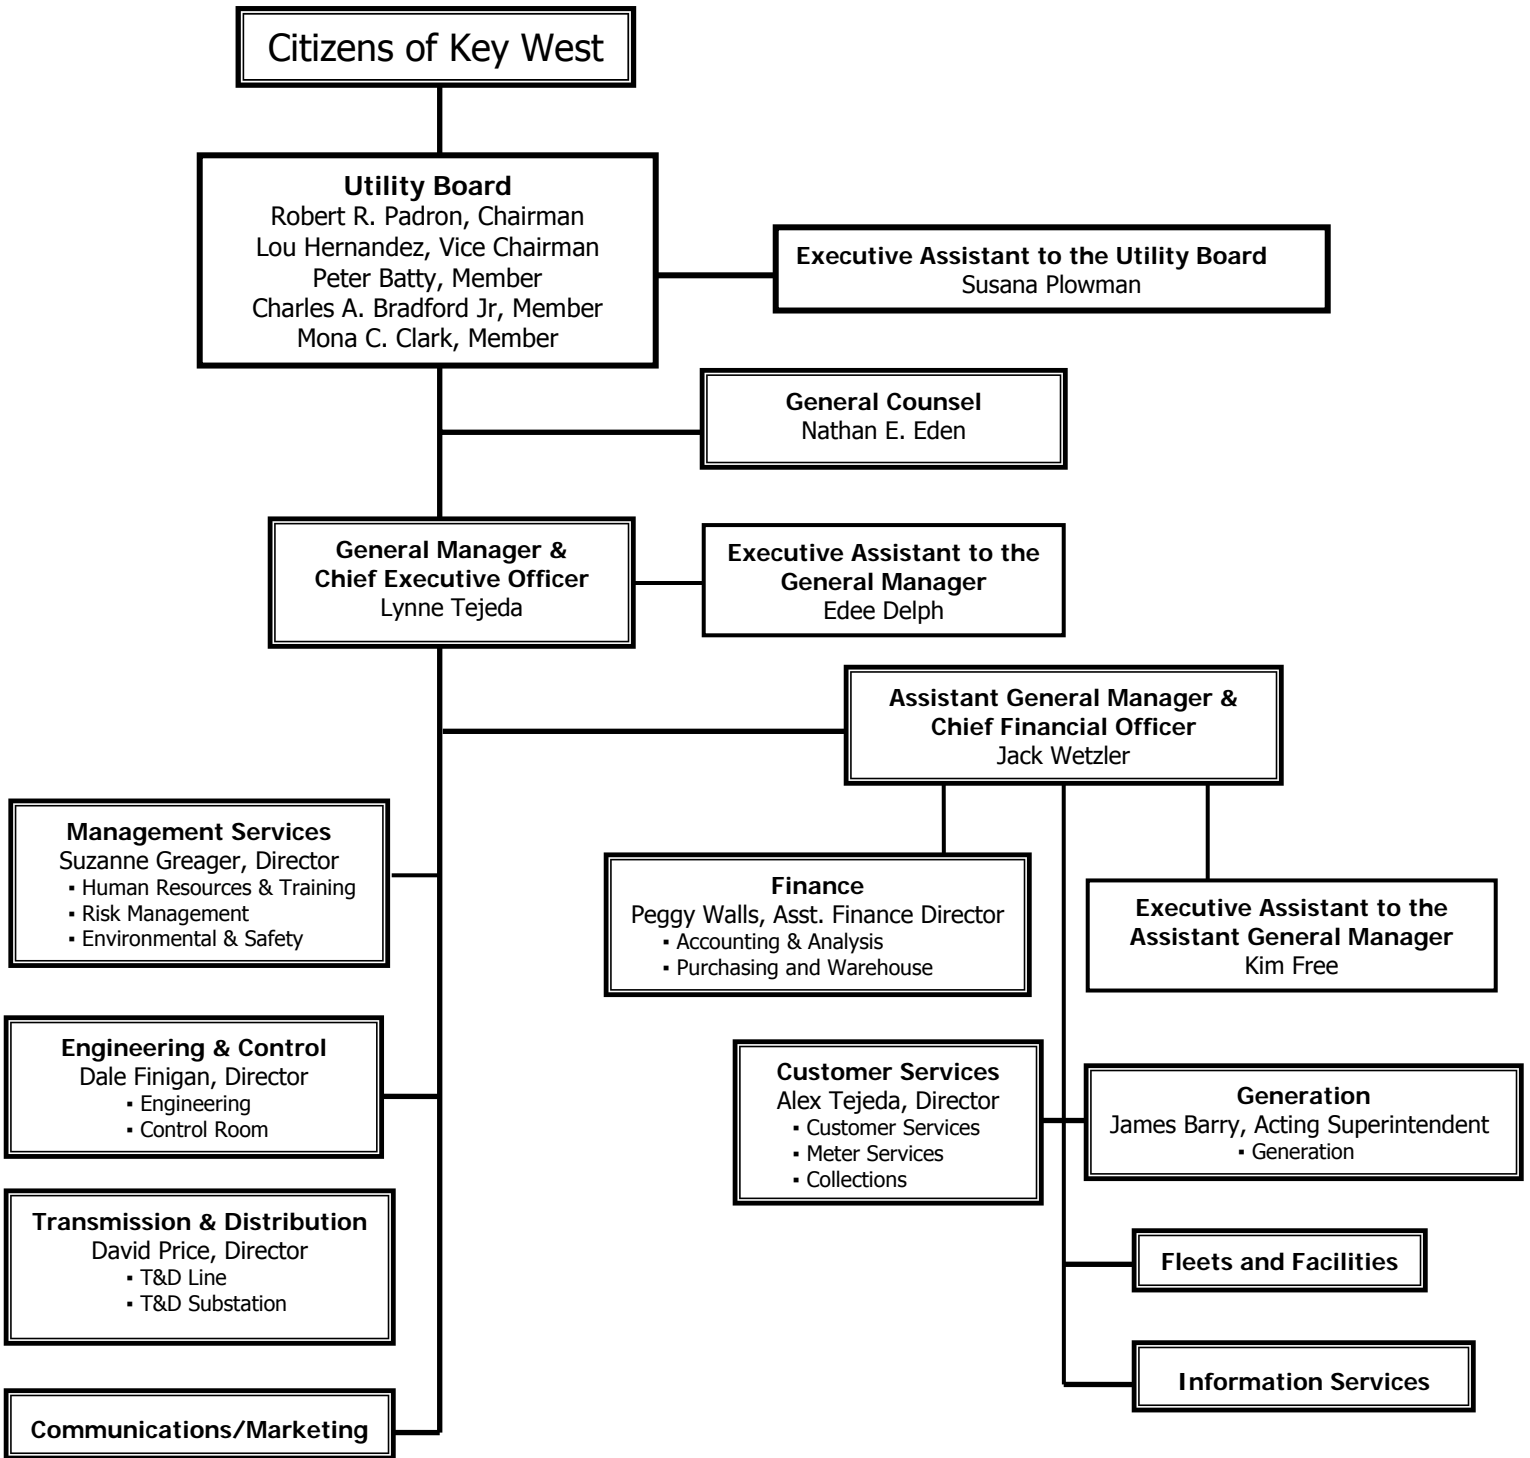 Citizens of Key West
Utility Board
Robert R. Padron, Chairman
Lou Hernandez, Vice Chairman
Peter Batty, Member
Charles A. Bradford Jr, Member
Mona C. Clark, Member
Executive Assistant to the Utility Board
Susana Plowman
General Counsel
Nathan E. Eden
General Manager &
Chief Executive Officer
Lynne Tejeda
Executive Assistant to the
General Manager
Edee Delph
Assistant General Manager &
Chief Financial Officer
Jack Wetzler
Management Services
Suzanne Greager, Director
▪ Human Resources & Training
▪ Risk Management
▪ Environmental & Safety
Finance
Peggy Walls, Asst. Finance Director
▪ Accounting & Analysis
▪ Purchasing and Warehouse
Executive Assistant to the
Assistant General Manager
Kim Free
Engineering & Control
Dale Finigan, Director
▪ Engineering
▪ Control Room
Customer Services
Alex Tejeda, Director
▪ Customer Services
▪ Meter Services
▪ Collections
Generation
James Barry, Acting Superintendent
▪ Generation
Transmission & Distribution
David Price, Director
▪ T&D Line
▪ T&D Substation
Fleets and Facilities
Information Services
Communications/Marketing